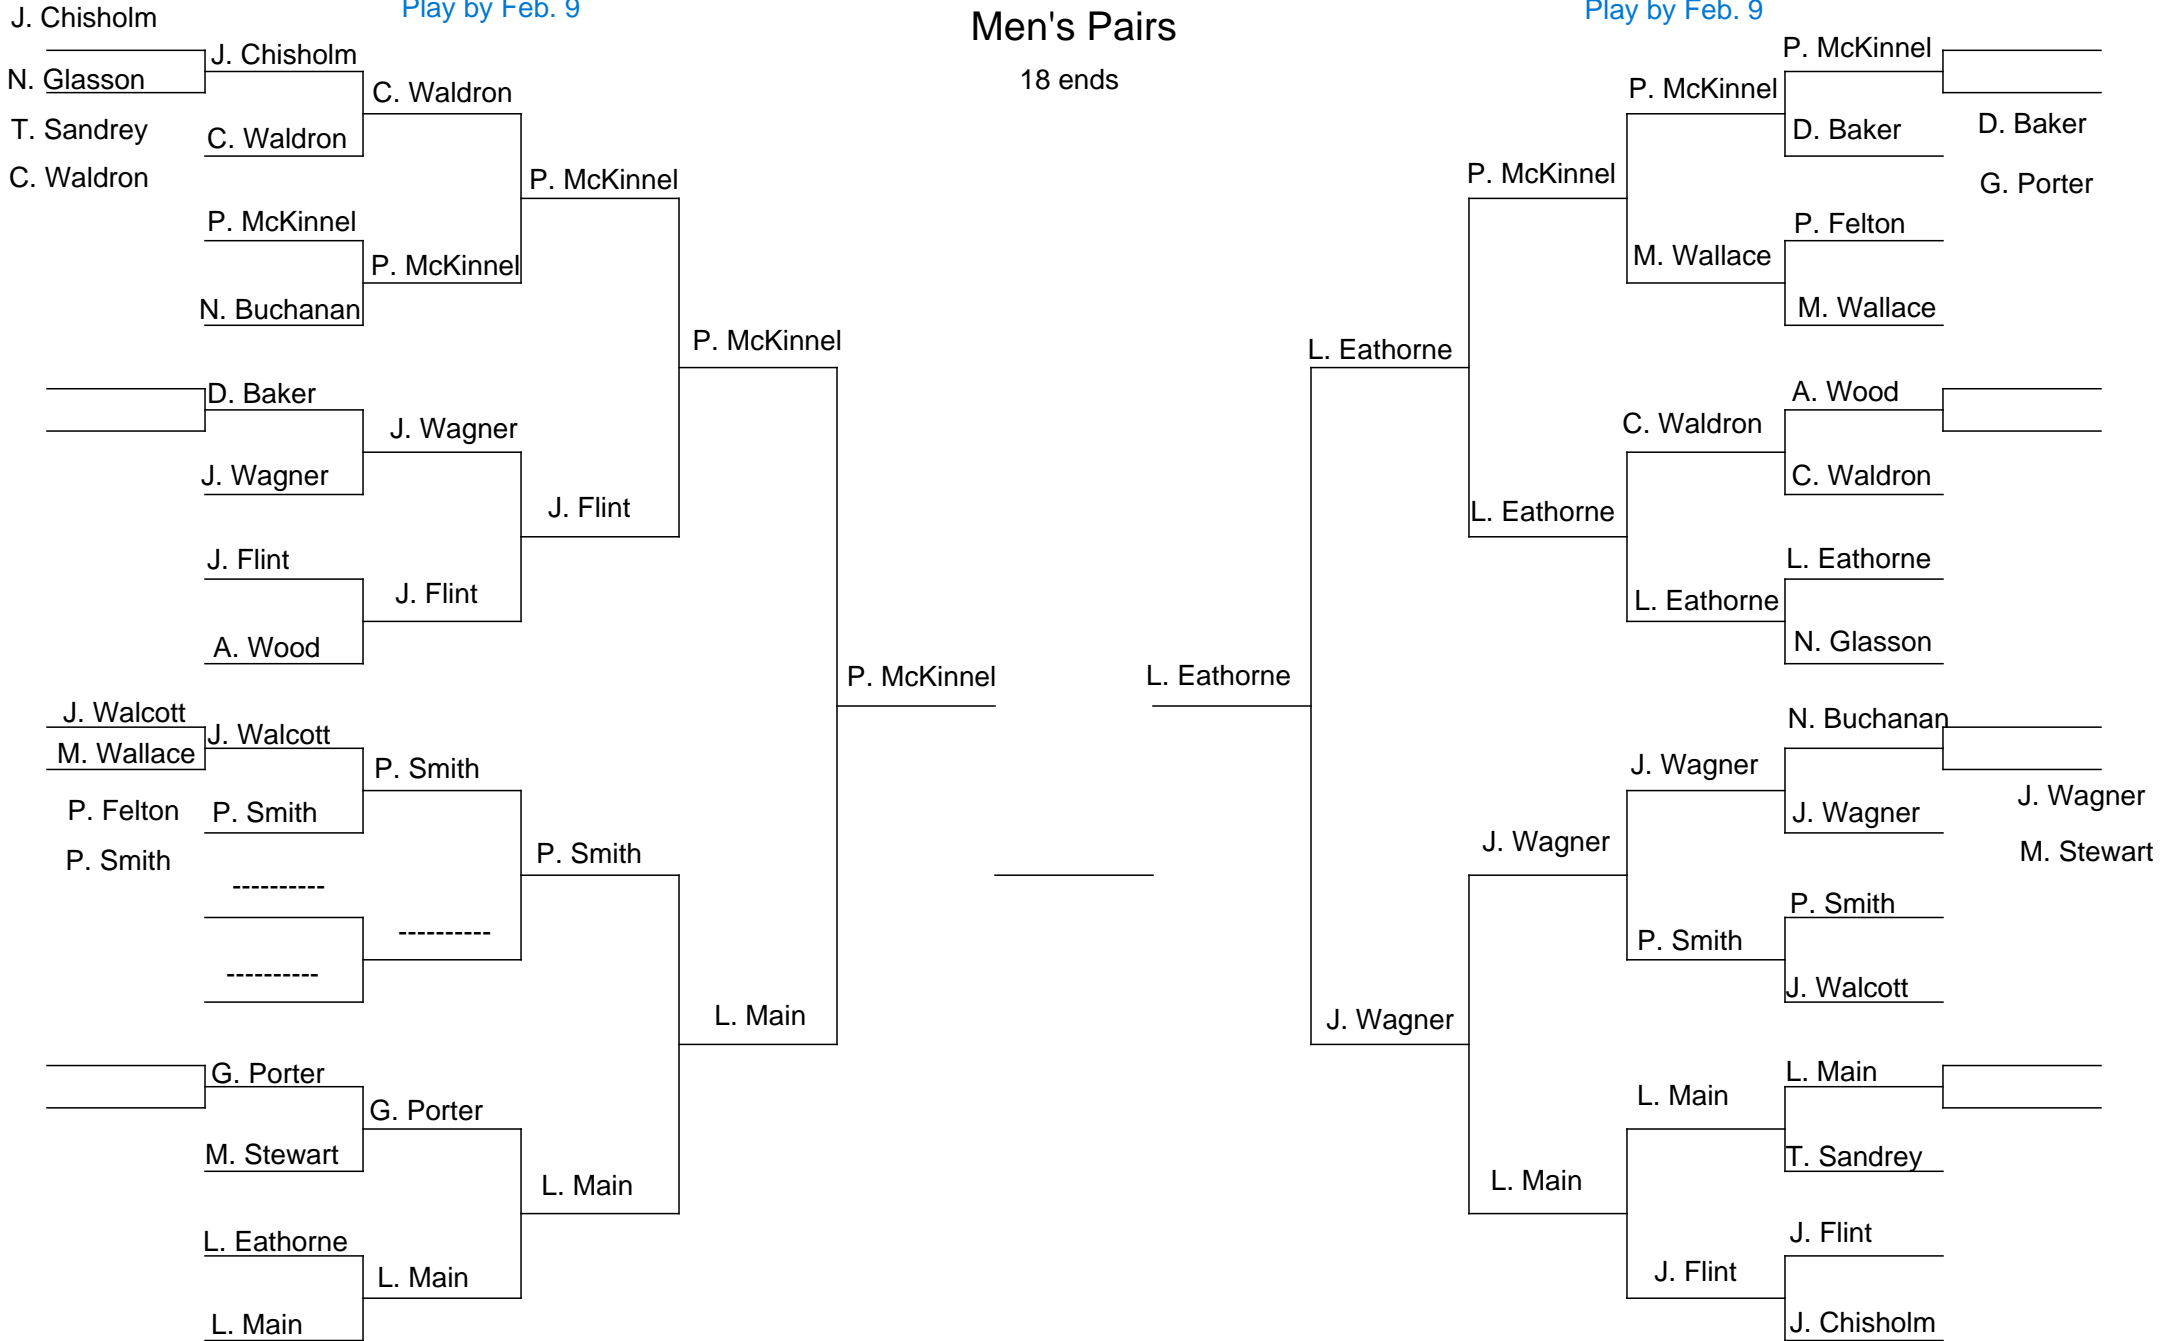 J. Chisholm
Play by Feb. 9
Men's Pairs
Play by Feb. 9
J. Chisholm
N. Glasson
C. Waldron
T. Sandrey
C. Waldron
C. Waldron
P. McKinnel
P. McKinnel
P. McKinnel
N. Buchanan
P. McKinnel
D. Baker
J. Wagner
J. Wagner
J. Flint
J. Flint
J. Flint
A. Wood
P. McKinnel
J. Walcott
J. Walcott
M. Wallace
P. Smith
P. Felton
P. Smith
P. Smith
P. Smith
----------
----------
----------
L. Main
G. Porter
G. Porter
M. Stewart
L. Main
L. Eathorne
L. Main
L. Main
18 ends
P. McKinnel
P. McKinnel
D. Baker
D. Baker
P. McKinnel
G. Porter
P. Felton
M. Wallace
M. Wallace
L. Eathorne
A. Wood
C. Waldron
C. Waldron
L. Eathorne
L. Eathorne
L. Eathorne
N. Glasson
L. Eathorne
N. Buchanan
J. Wagner
J. Wagner
J. Wagner
J. Wagner
M. Stewart
P. Smith
P. Smith
J. Walcott
J. Wagner
L. Main
L. Main
T. Sandrey
L. Main
J. Flint
J. Flint
J. Chisholm